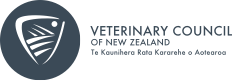 VETERINARY COUNCIL
OF NEW ZEALAND
Te Kaunihera Rata Kararehe o Aotearoa